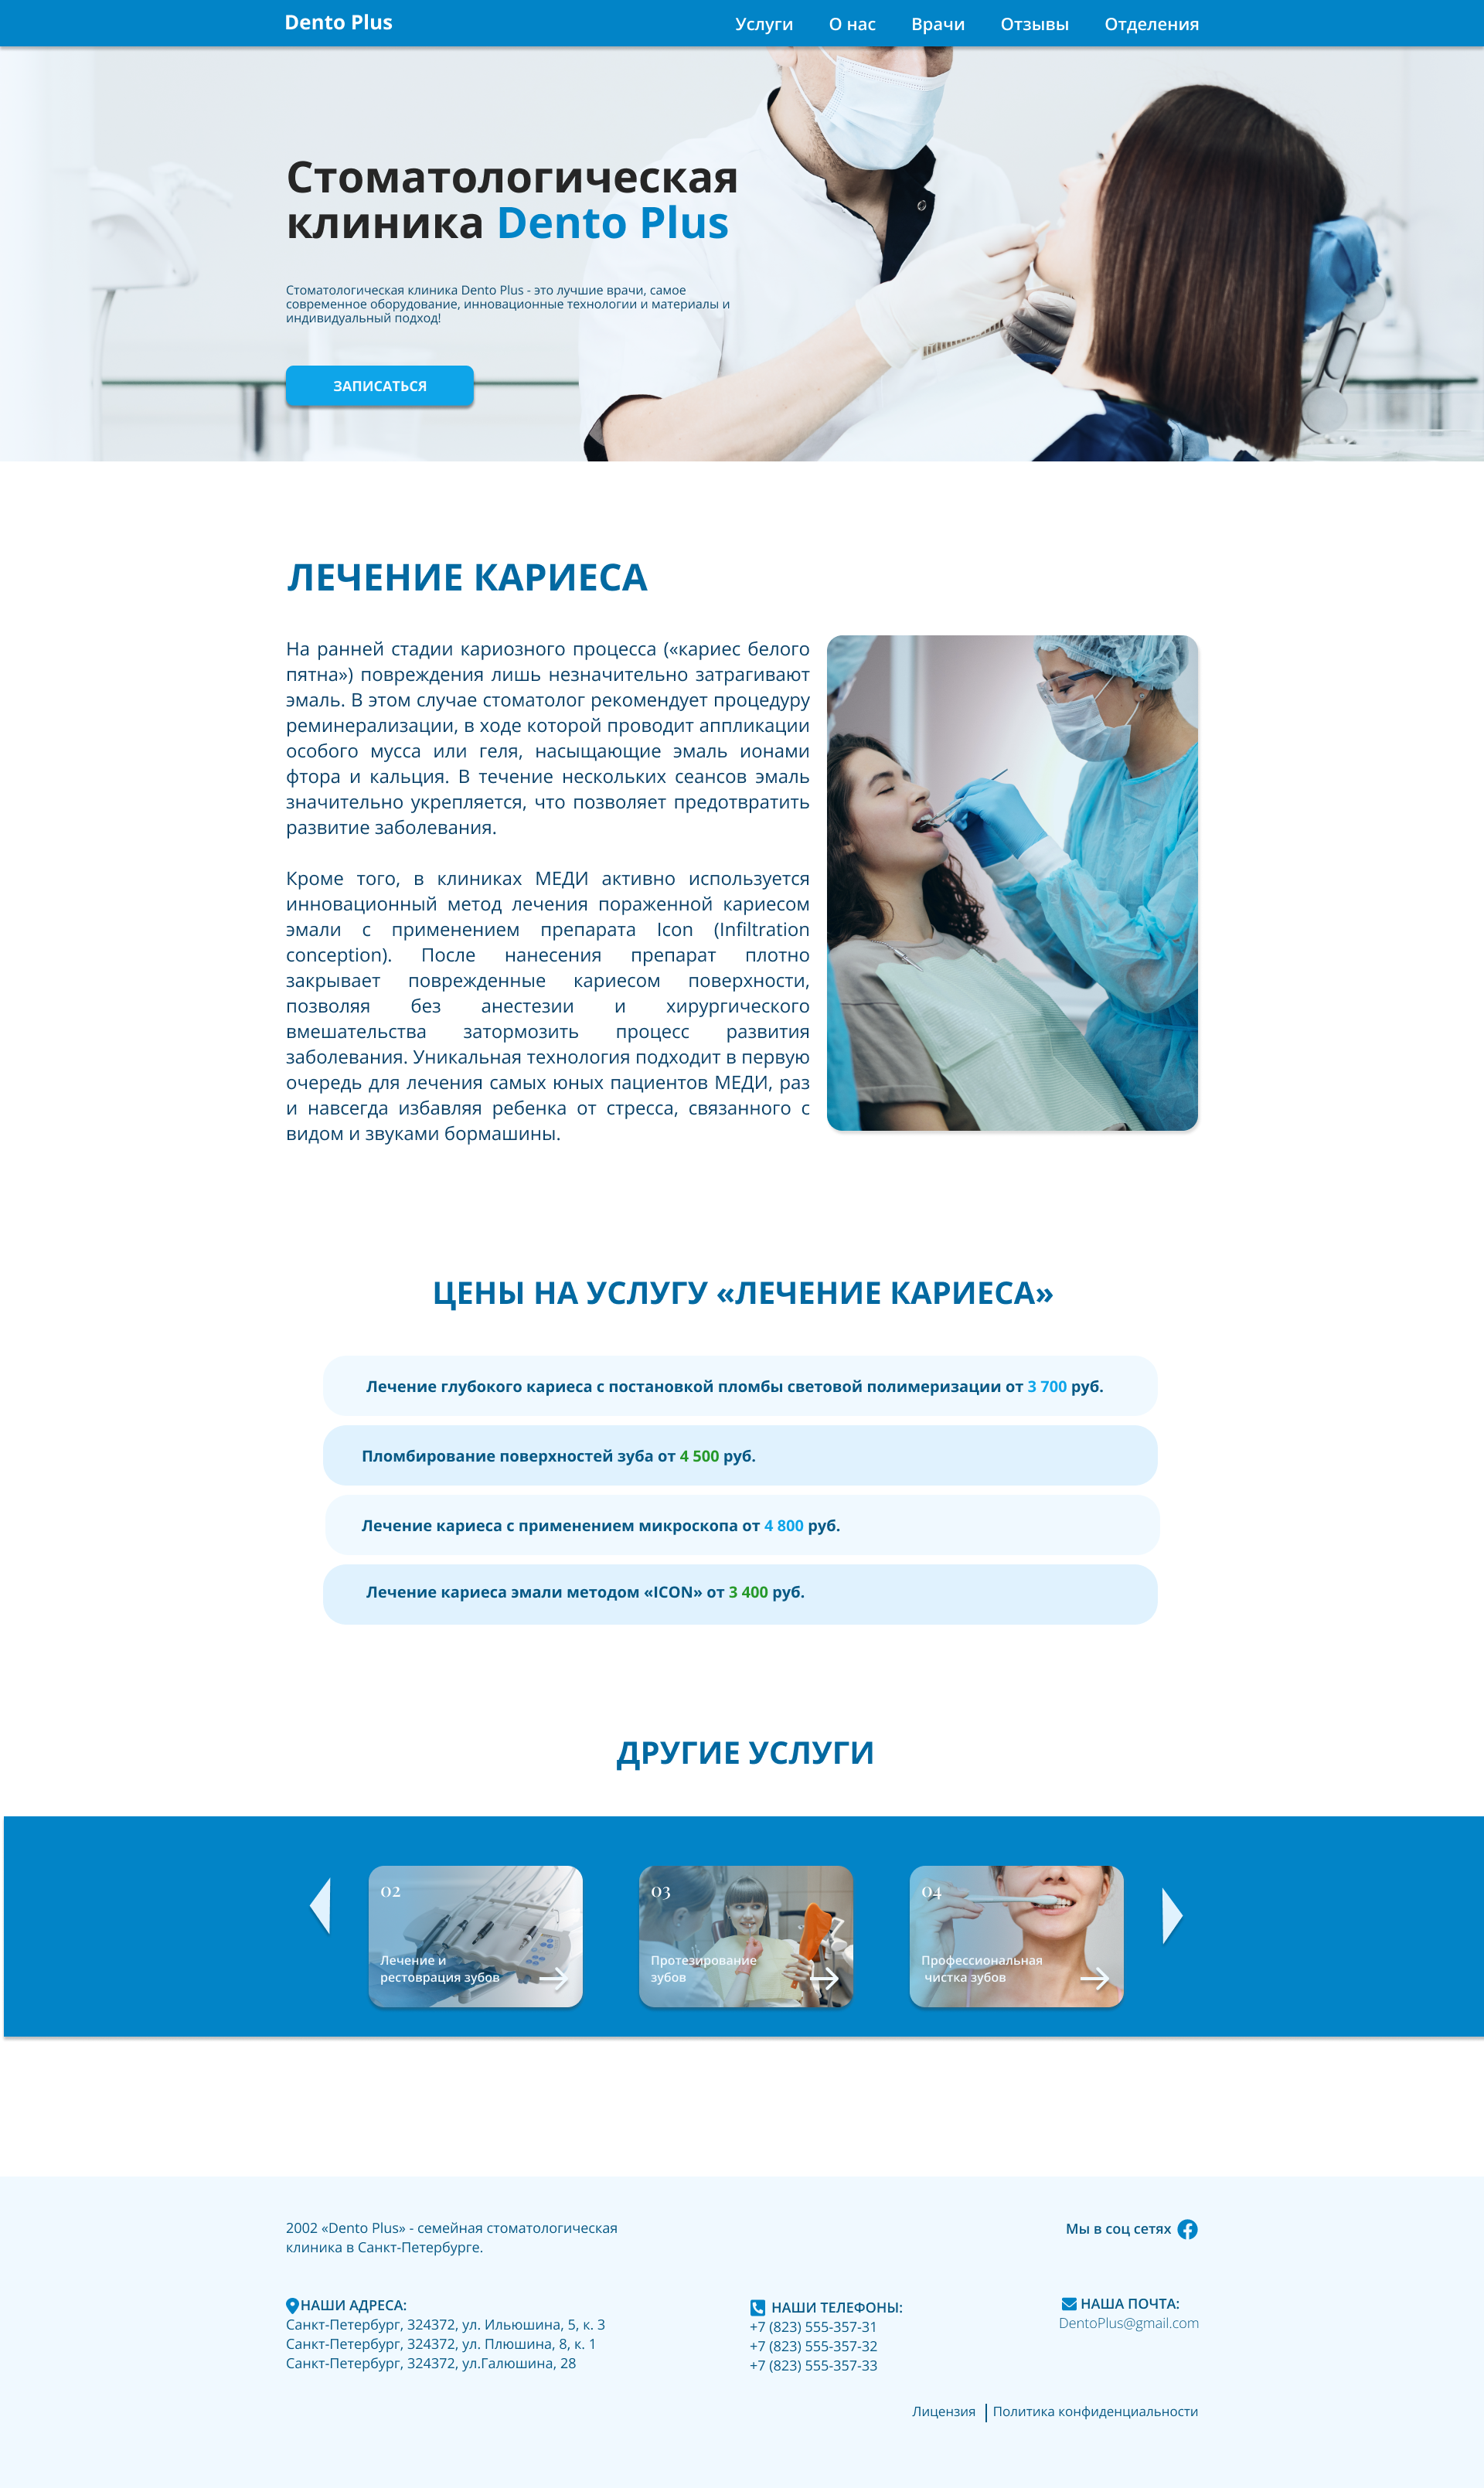 Dento Plus
Услуги
О нас
Врачи
Отзывы
Отделения
Стоматологическая
клиника Dento Plus
Стоматологическая клиника Dento Plus - это лучшие врачи, самое
современное оборудование, инновационные технологии и материалы и
индивидуальный подход!
ЗАПИСАТЬСЯ
ЛЕЧЕНИЕ КАРИЕСА
На ранней стадии кариозного процесса («кариес белого
пятна») повреждения лишь незначительно затрагивают
эмаль. В этом случае стоматолог рекомендует процедуру
реминерализации, в ходе которой проводит аппликации
особого мусса или геля, насыщающие эмаль ионами
фтора и кальция. В течение нескольких сеансов эмаль
значительно укрепляется, что позволяет предотвратить
развитие заболевания.
Кроме того, в клиниках МЕДИ активно используется
инновационный метод лечения пораженной кариесом
эмали с применением препарата Icon (Infiltration
conception). После нанесения препарат плотно
закрывает поврежденные кариесом поверхности,
позволяя без анестезии и хирургического
вмешательства затормозить процесс развития
заболевания. Уникальная технология подходит в первую
очередь для лечения самых юных пациентов МЕДИ, раз
и навсегда избавляя ребенка от стресса, связанного с
видом и звуками бормашины.
ЦЕНЫ НА УСЛУГУ «ЛЕЧЕНИЕ КАРИЕСА»
Лечение глубокого кариеса с постановкой пломбы световой полимеризации от 3 700 руб.
Пломбирование поверхностей зуба от 4 500 руб.
Лечение кариеса с применением микроскопа от 4 800 руб.
Лечение кариеса эмали методом «ICON» от 3 400 руб.
ДРУГИЕ УСЛУГИ
02
Лечение и
рестоврация зубов
03
Протезирование
зубов
04
Профессиональная
чистка зубов
2002 «Dento Plus» - семейная стоматологическая
клиника в Санкт-Петербурге.
Мы в соц сетях
НАШИ АДРЕСА:
Санкт-Петербург, 324372, ул. Ильюшина, 5, к. 3
Санкт-Петербург, 324372, ул. Плюшина, 8, к. 1
Санкт-Петербург, 324372, ул.Галюшина, 28
НАШИ ТЕЛЕФОНЫ:
+7 (823) 555-357-31
+7 (823) 555-357-32
+7 (823) 555-357-33
НАША ПОЧТА:
DentoPlus@gmail.com
Лицензия
Политика конфиденциальности